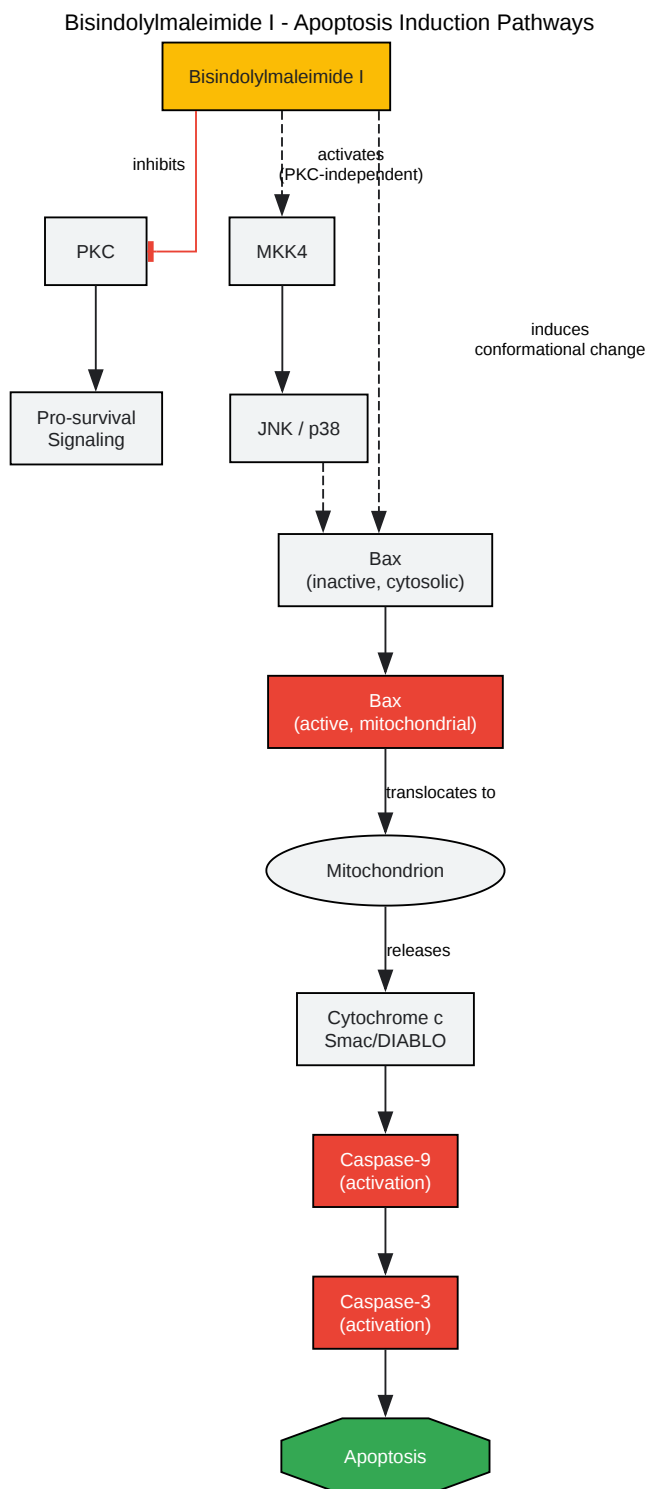 Bisindolylmaleimide I - Apoptosis Induction Pathways
Bisindolylmaleimide I
inhibits
activates
(PKC-independent)
PKC
MKK4
induces
conformational change
Pro-survival
Signaling
JNK / p38
Bax
(inactive, cytosolic)
Bax
(active, mitochondrial)
translocates to
Mitochondrion
releases
Cytochrome c
Smac/DIABLO
Caspase-9
(activation)
Caspase-3
(activation)
Apoptosis